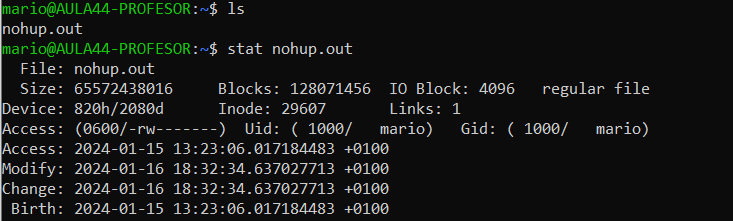 mario@AULA44-PROFESOR:~$ ls
nohup.out
mario@AULA44-PROFESOR:~$ stat nohup.out
  File: nohup.out
  Size: 65572438016     Blocks: 128071456  IO Block: 4096   regular file
Device: 820h/2080d      Inode: 29607       Links: 1
Access: (0600/-rw-------)  Uid: ( 1000/   mario)   Gid: ( 1000/   mario)
Access: 2024-01-15 13:23:06.017184483 +0100
Modify: 2024-01-16 18:32:34.637027713 +0100
Change: 2024-01-16 18:32:34.637027713 +0100
 Birth: 2024-01-15 13:23:06.017184483 +0100